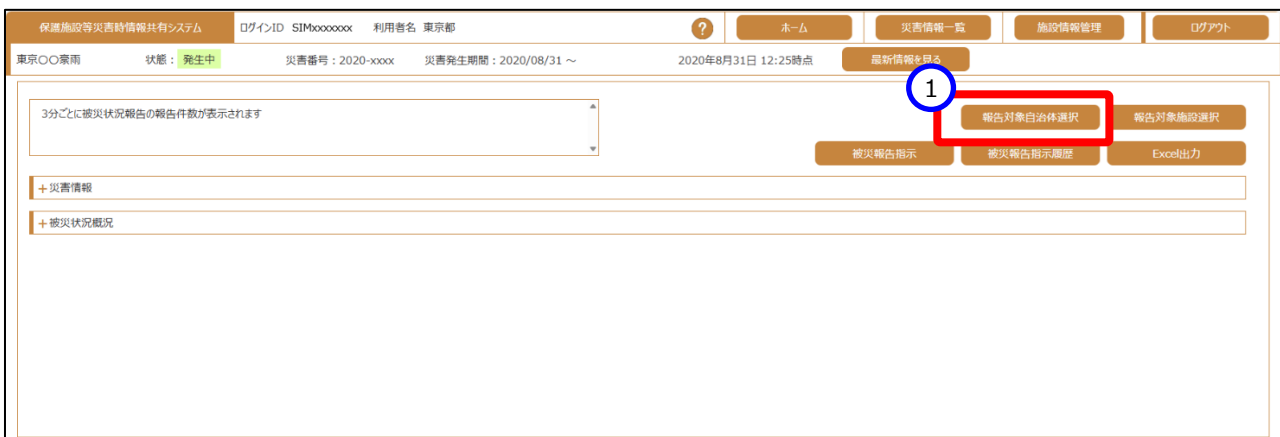 保護施設等災害時情報共有システム ログインID SIMxxxxxxx 利用者名 東京都 ? ホーム 災害情報一覧 施設情報管理 ログアウト
東京〇〇豪雨 状態: 発生中 災害番号:2020-xxxx 災害発生期間:2020/08/31 ～ 2020年8月31日 12:25時点 最新情報を見る
1
3分ごとに被災状況報告の報告件数が表示されます
報告対象自治体選択 報告対象施設選択
被災報告指示 被災報告指示履歴 Excel出力
+災害情報
+被災状況概況